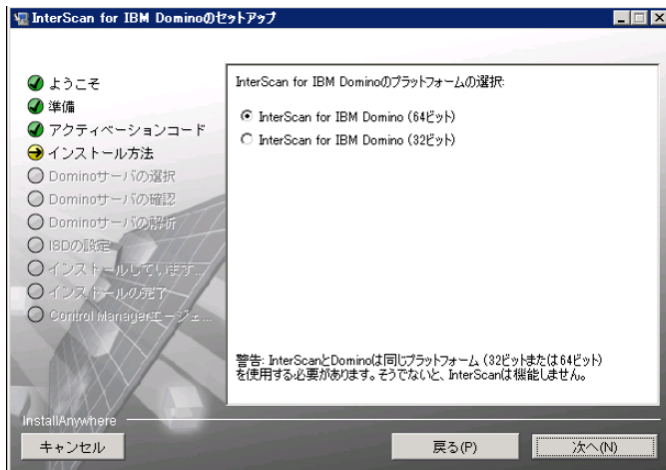 InterScan for IBM Dominoのセットアップ
ようこそ
準備
アクティベーションコード
インストール方法
Dominoサーバの選択
Dominoサーバの確認
Dominoサーバの解析
ISDの設定
インストールしています...
インストールの完了
Control Managerエージェ...
InterScan for IBM Dominoのプラットフォームの選択:
InterScan for IBM Domino (64ビット)
InterScan for IBM Domino (32ビット)
警告: InterScanとDominoは同じプラットフォーム (32ビットまたは64ビット)
を使用する必要があります。そうでないと、InterScanは機能しません。
InstallAnywhere
キャンセル
戻る(P)
次へ(N)